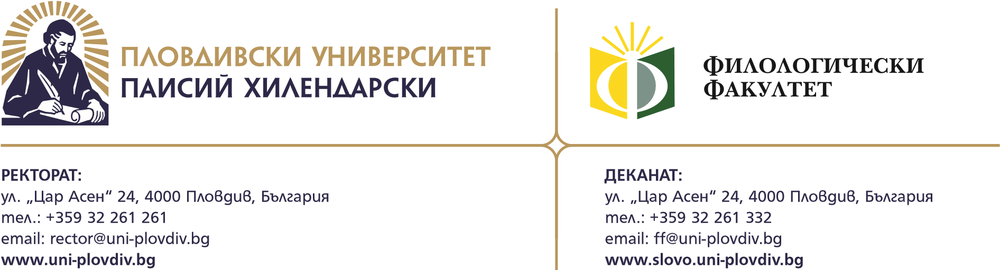 ПЛОВДИВСКИ УНИВЕРСИТЕТ
ПАИСИЙ ХИЛЕНДАРСКИ
ФИЛОЛОГИЧЕСКИ
ФАКУЛТЕТ
РЕКТОРАТ:
ул. „Цар Асен“ 24, 4000 Пловдив, България
тел.: +359 32 261 261
email: rector@uni-plovdiv.bg
www.uni-plovdiv.bg
ДЕКАНАТ:
ул. „Цар Асен“ 24, 4000 Пловдив, България
тел.: +359 32 261 332
email: ff@uni-plovdiv.bg
www.slovo.uni-plovdiv.bg